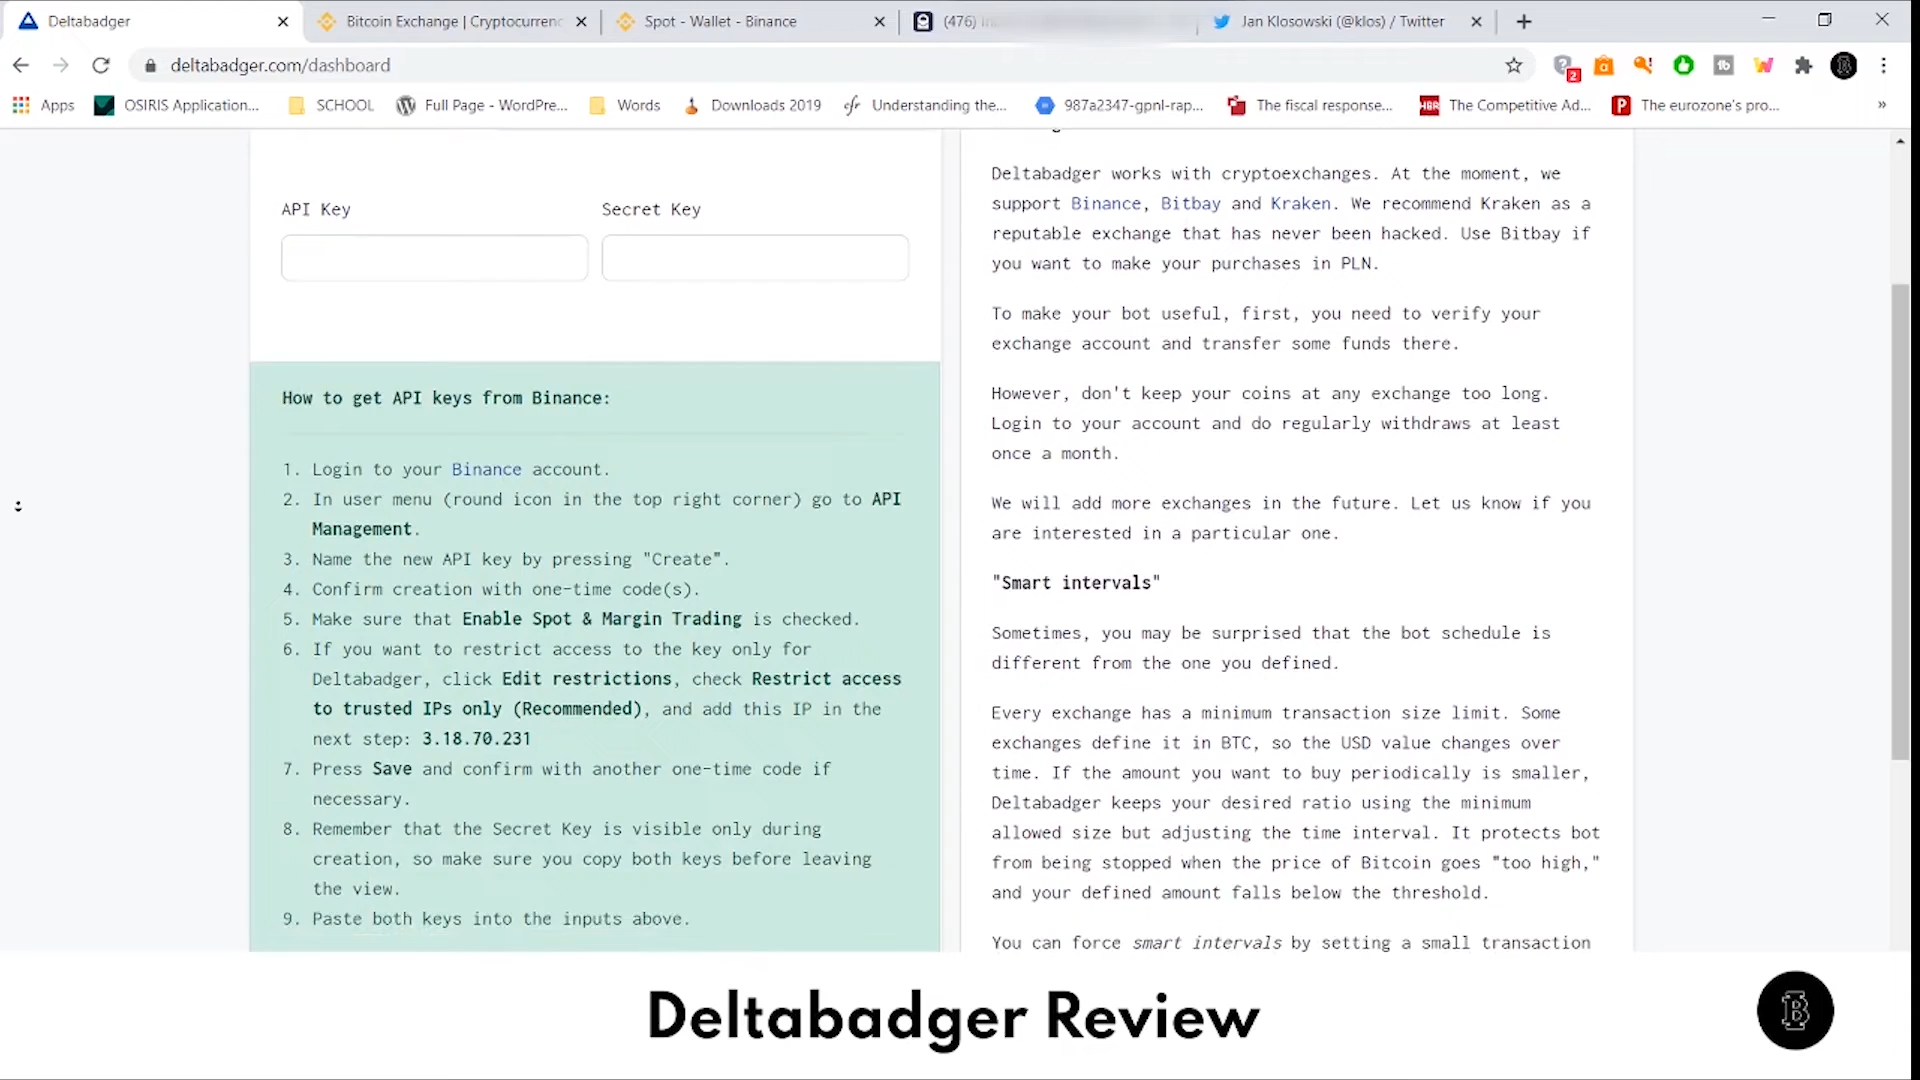 Deltabadger
Bitcoin Exchange | Cryptocurrenc
Spot - Wallet - Binance
(476)
Jan Klosowski (@klos) / Twitter
deltabadger.com/dashboard
2
Apps
OSIRIS Application...
SCHOOL
Full Page - WordPre...
Words
Downloads 2019
cfr
Understanding the...
987a2347-gpnl-rap...
The fiscal response...
HBR
The Competitive Ad...
The eurozone's pro...
API Key
Secret Key
How to get API keys from Binance:
1. Login to your Binance account.
2. In user menu (round icon in the top right corner) go to API
Management.
3. Name the new API key by pressing "Create".
4. Confirm creation with one-time code(s).
5. Make sure that Enable Spot & Margin Trading is checked.
6. If you want to restrict access to the key only for
Deltabadger, click Edit restrictions, check Restrict access
to trusted IPs only (Recommended), and add this IP in the
next step: 3.18.70.231
7. Press Save and confirm with another one-time code if
necessary.
8. Remember that the Secret Key is visible only during
creation, so make sure you copy both keys before leaving
the view.
9. Paste both keys into the inputs above.
Deltabadger works with cryptoexchanges. At the moment, we
support Binance, Bitbay and Kraken. We recommend Kraken as a
reputable exchange that has never been hacked. Use Bitbay if
you want to make your purchases in PLN.
To make your bot useful, first, you need to verify your
exchange account and transfer some funds there.
However, don't keep your coins at any exchange too long.
Login to your account and do regularly withdraws at least
once a month.
We will add more exchanges in the future. Let us know if you
are interested in a particular one.
"Smart intervals"
Sometimes, you may be surprised that the bot schedule is
different from the one you defined.
Every exchange has a minimum transaction size limit. Some
exchanges define it in BTC, so the USD value changes over
time. If the amount you want to buy periodically is smaller,
Deltabadger keeps your desired ratio using the minimum
allowed size but adjusting the time interval. It protects bot
from being stopped when the price of Bitcoin goes "too high,"
and your defined amount falls below the threshold.
You can force smart intervals by setting a small transaction
Deltabadger Review